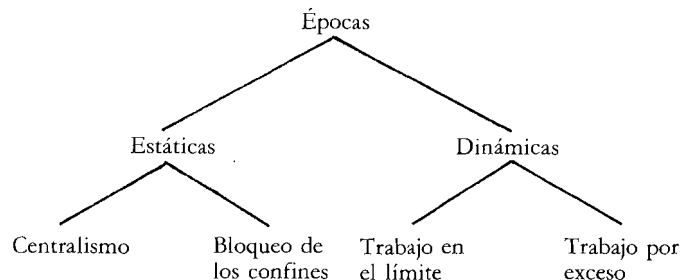 Épocas
Estáticas
Dinámicas
Centralismo
Bloqueo de
los confines
Trabajo en
el límite
Trabajo por
exceso